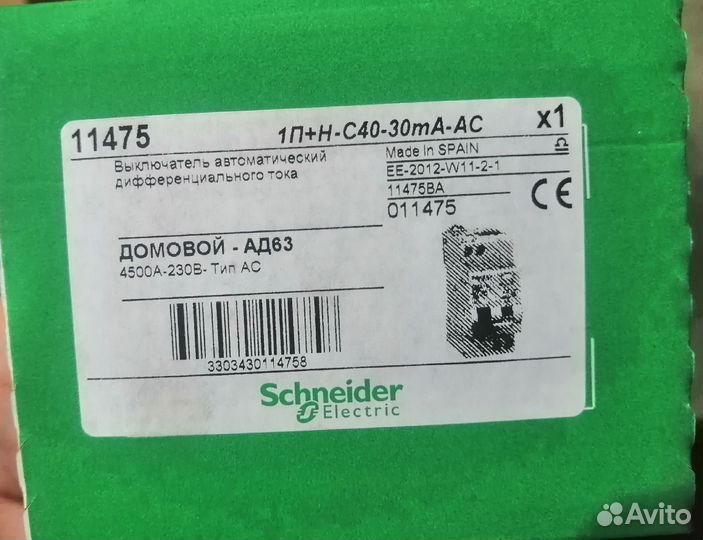 11475 1П+Н-C40-30mA-AC x1
Выключатель автоматический
дифференциального тока
Made in SPAIN
EE-2012-W11-2-1
11475BA
011475
CE
ДОМОВОЙ - АД63
4500А-230В- Тип АС
3303430114758
Schneider
Electric
Avito